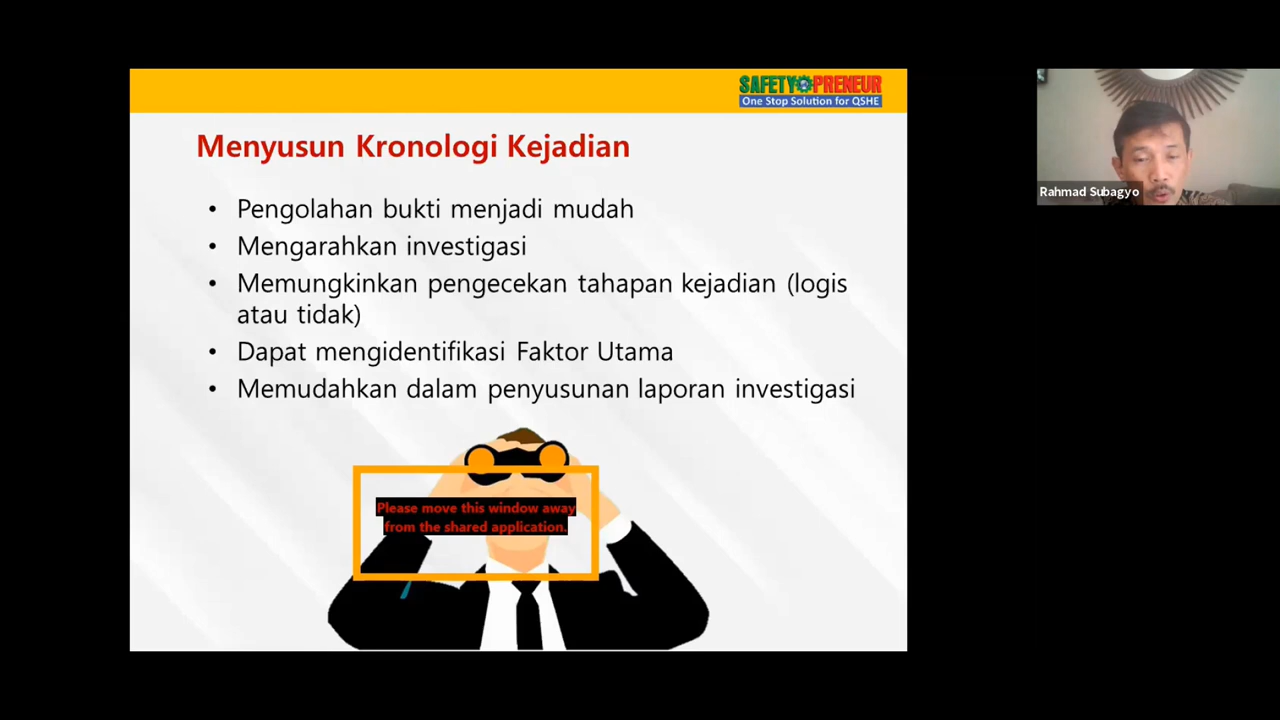 SAFETY PRENEUR
One Stop Solution for QSHE
Menyusun Kronologi Kejadian
• Pengolahan bukti menjadi mudah
• Mengarahkan investigasi
• Memungkinkan pengecekan tahapan kejadian (logis
atau tidak)
• Dapat mengidentifikasi Faktor Utama
• Memudahkan dalam penyusunan laporan investigasi
Please move this window away
from the shared application.
Rahmad Subagyo